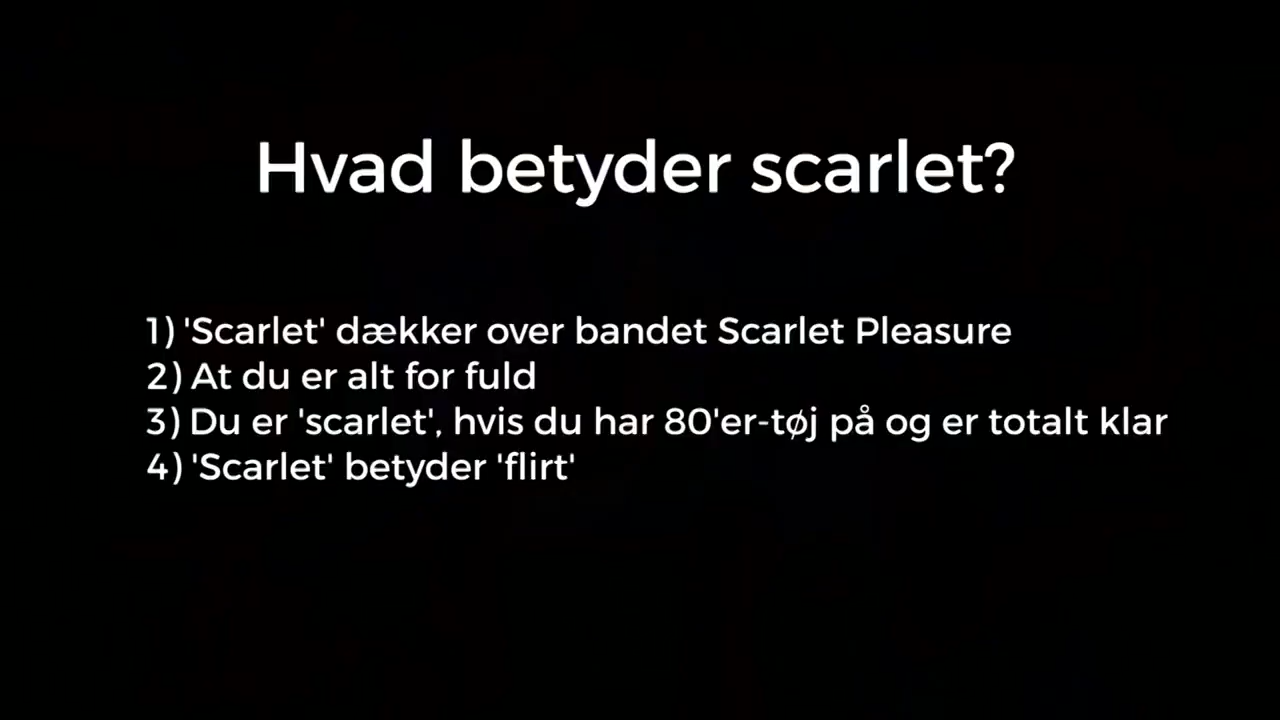 Hvad betyder scarlet?
1) 'Scarlet' dækker over bandet Scarlet Pleasure
2) At du er alt for fuld
3) Du er 'scarlet', hvis du har 80'er-tøj på og er totalt klar
4) 'Scarlet' betyder 'flirt'